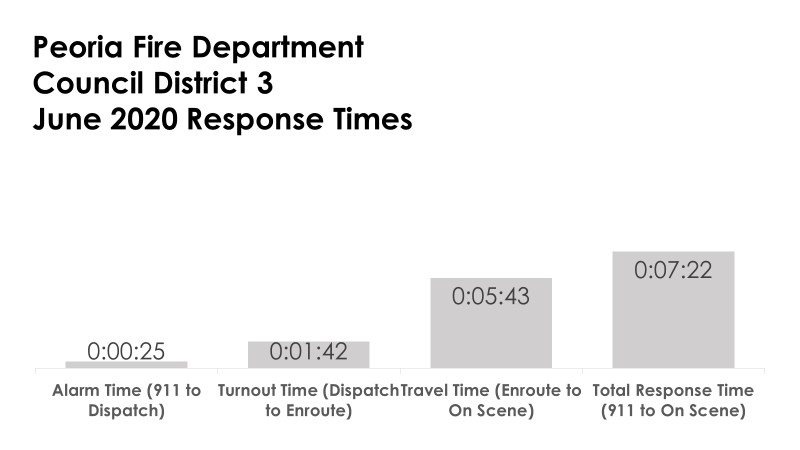 Peoria Fire Department
Council District 3
June 2020 Response Times
0:00:25
0:01:42
0:05:43
0:07:22
Alarm Time (911 to
Dispatch)
Turnout Time (Dispatch
to Enroute)
Travel Time (Enroute to
On Scene)
Total Response Time
(911 to On Scene)